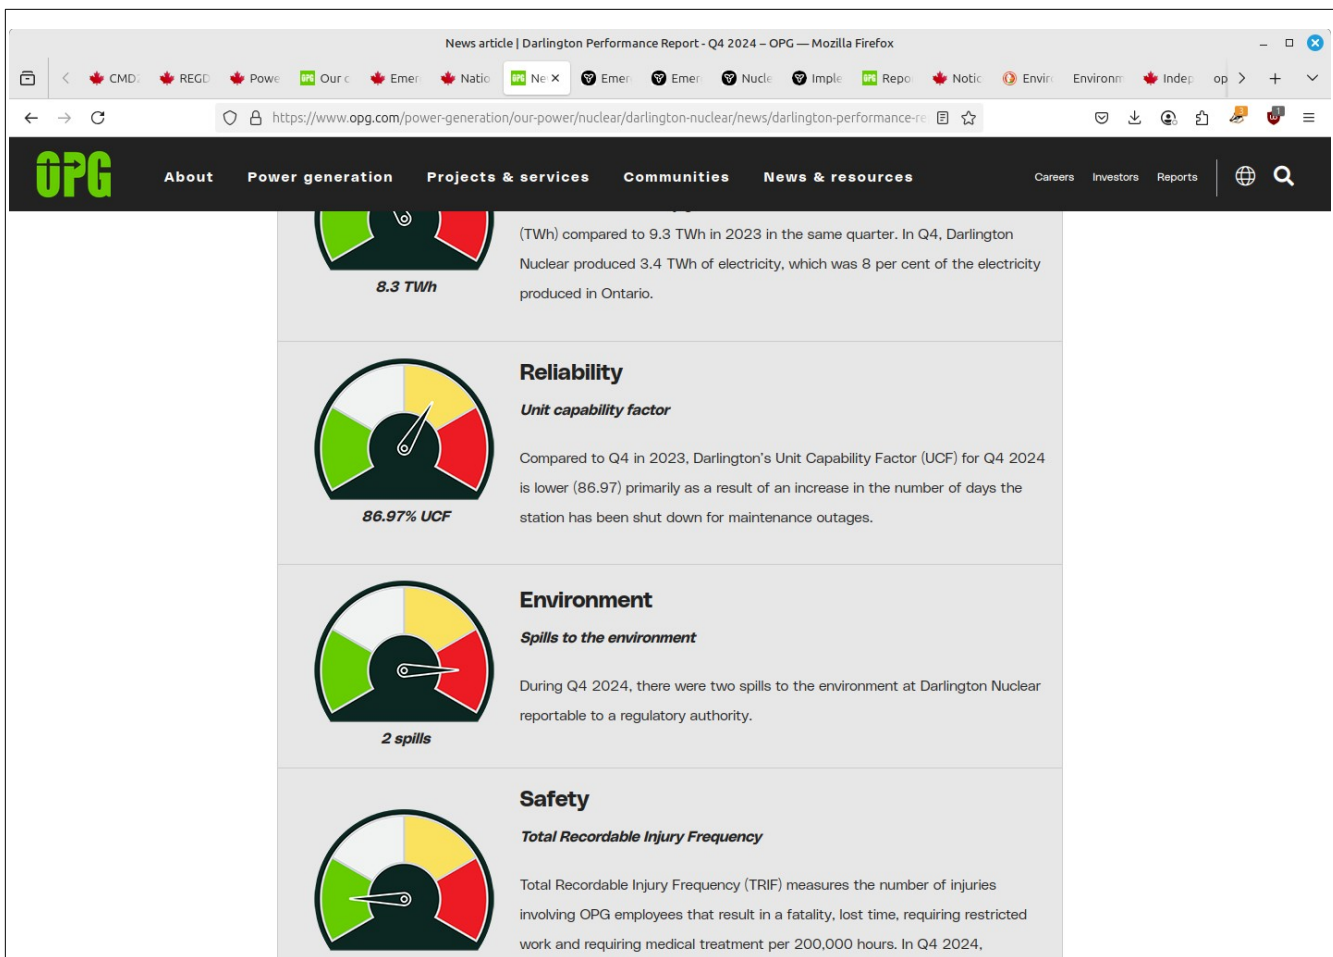 News article | Darlington Performance Report - Q4 2024 – OPG — Mozilla Firefox
CMD2 REGD Powe OPG Our c Emer Natio OPG Ne Emer Emer Nucle Imple OPG Repo Notic Envir Environm Indep op
https://www.opg.com/power-generation/our-power/nuclear/darlington-nuclear/news/darlington-performance-re
3 1
OPG About Power generation Projects & services Communities News & resources Careers Investors Reports
(TWh) compared to 9.3 TWh in 2023 in the same quarter. In Q4, Darlington
Nuclear produced 3.4 TWh of electricity, which was 8 per cent of the electricity
produced in Ontario.
8.3 TWh
Reliability
Unit capability factor
Compared to Q4 in 2023, Darlington's Unit Capability Factor (UCF) for Q4 2024
is lower (86.97) primarily as a result of an increase in the number of days the
station has been shut down for maintenance outages.
86.97% UCF
Environment
Spills to the environment
During Q4 2024, there were two spills to the environment at Darlington Nuclear
reportable to a regulatory authority.
2 spills
Safety
Total Recordable Injury Frequency
Total Recordable Injury Frequency (TRIF) measures the number of injuries
involving OPG employees that result in a fatality, lost time, requiring restricted
work and requiring medical treatment per 200,000 hours. In Q4 2024,